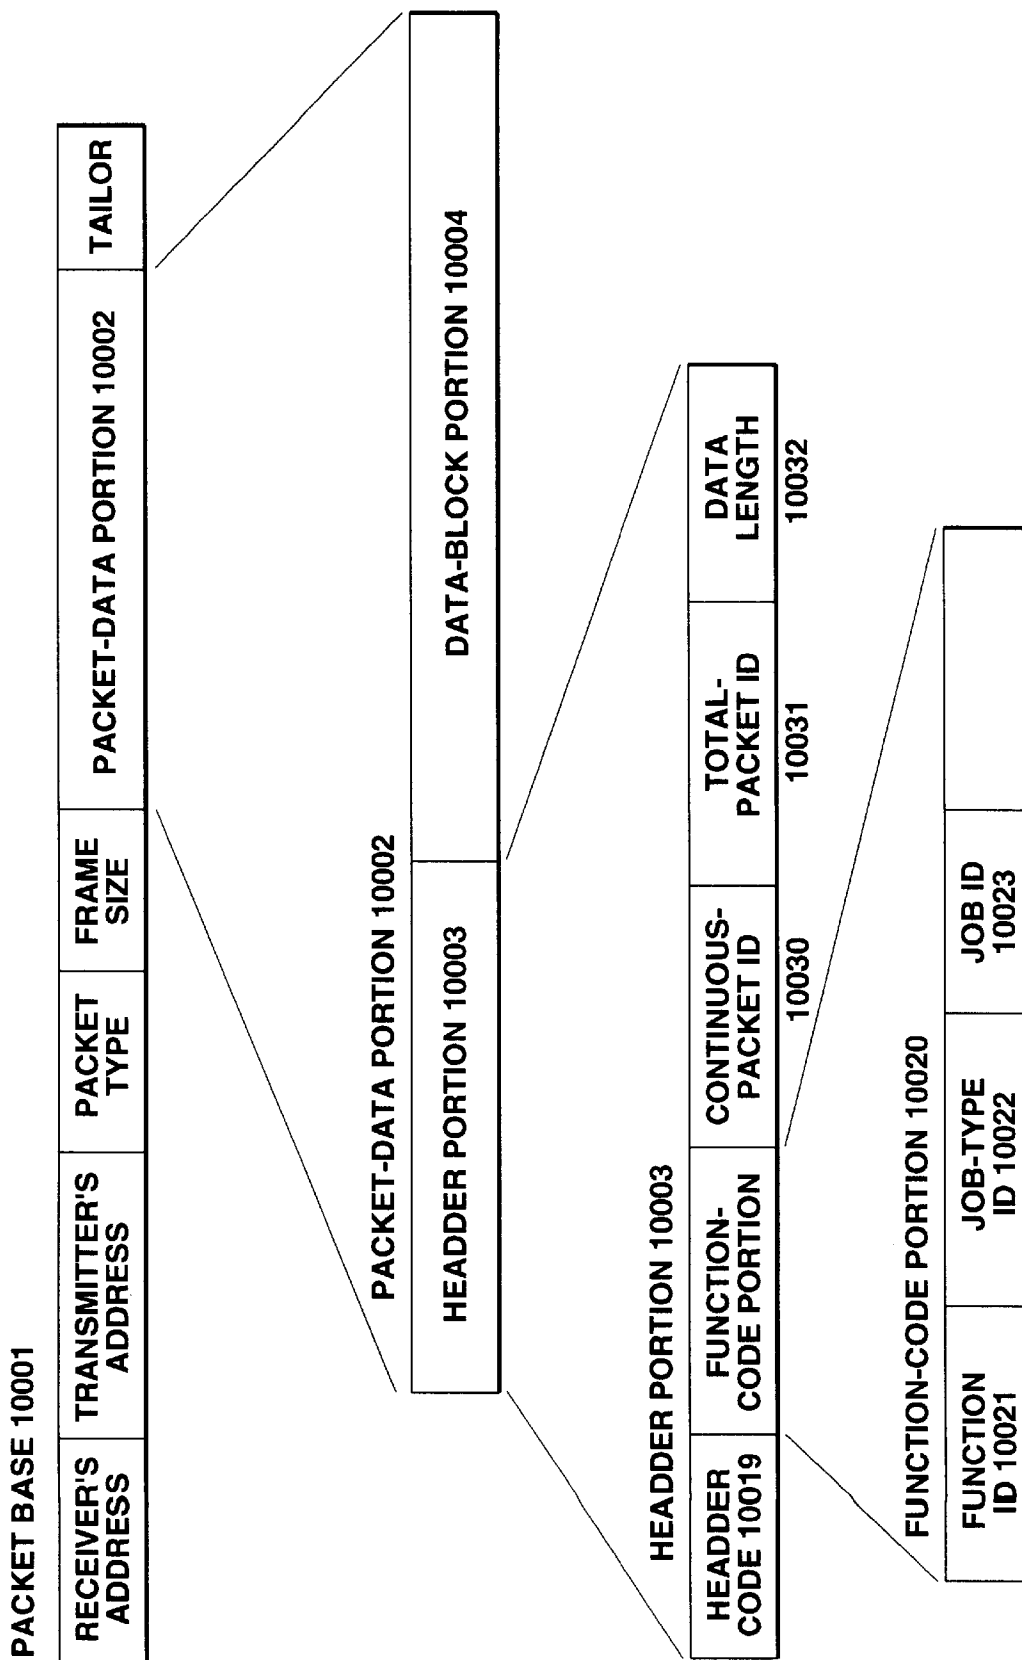 PACKET BASE 10001
RECEIVER'S
ADDRESS
TRANSMITTER'S
ADDRESS
PACKET
TYPE
FRAME
SIZE
PACKET-DATA PORTION 10002
TAILOR
PACKET-DATA PORTION 10002
HEADDER PORTION 10003
DATA-BLOCK PORTION 10004
HEADDER PORTION 10003
HEADDER
CODE 10019
FUNCTION-
CODE PORTION
CONTINUOUS-
PACKET ID
TOTAL-
PACKET ID
DATA
LENGTH
10030
10031
10032
FUNCTION-CODE PORTION 10020
FUNCTION
ID 10021
JOB-TYPE
ID 10022
JOB ID
10023